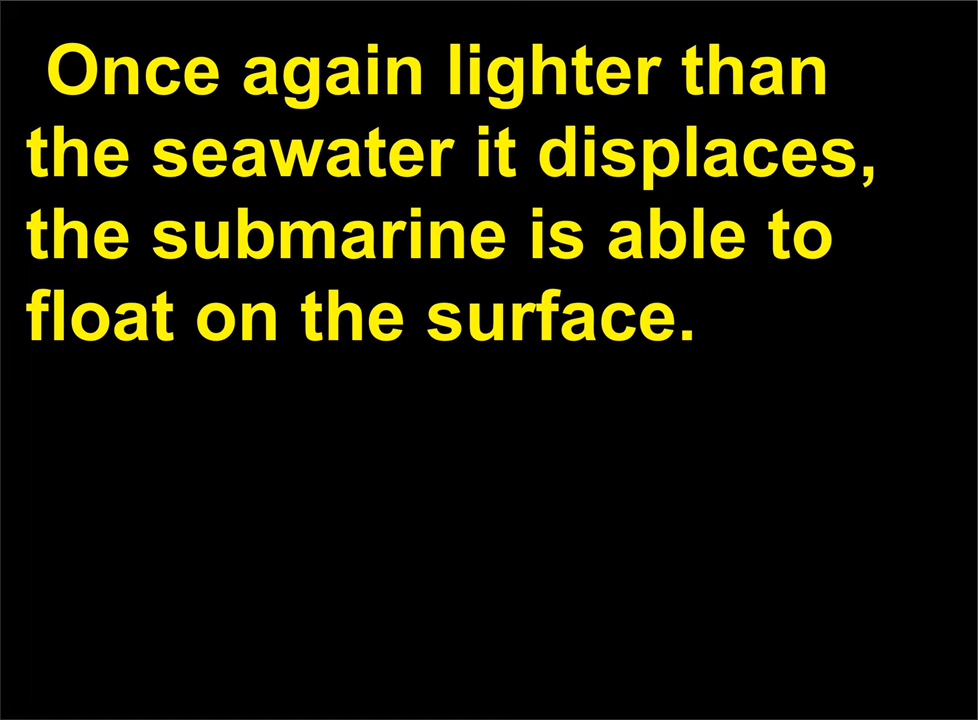 Once again lighter than
the seawater it displaces,
the submarine is able to
float on the surface.